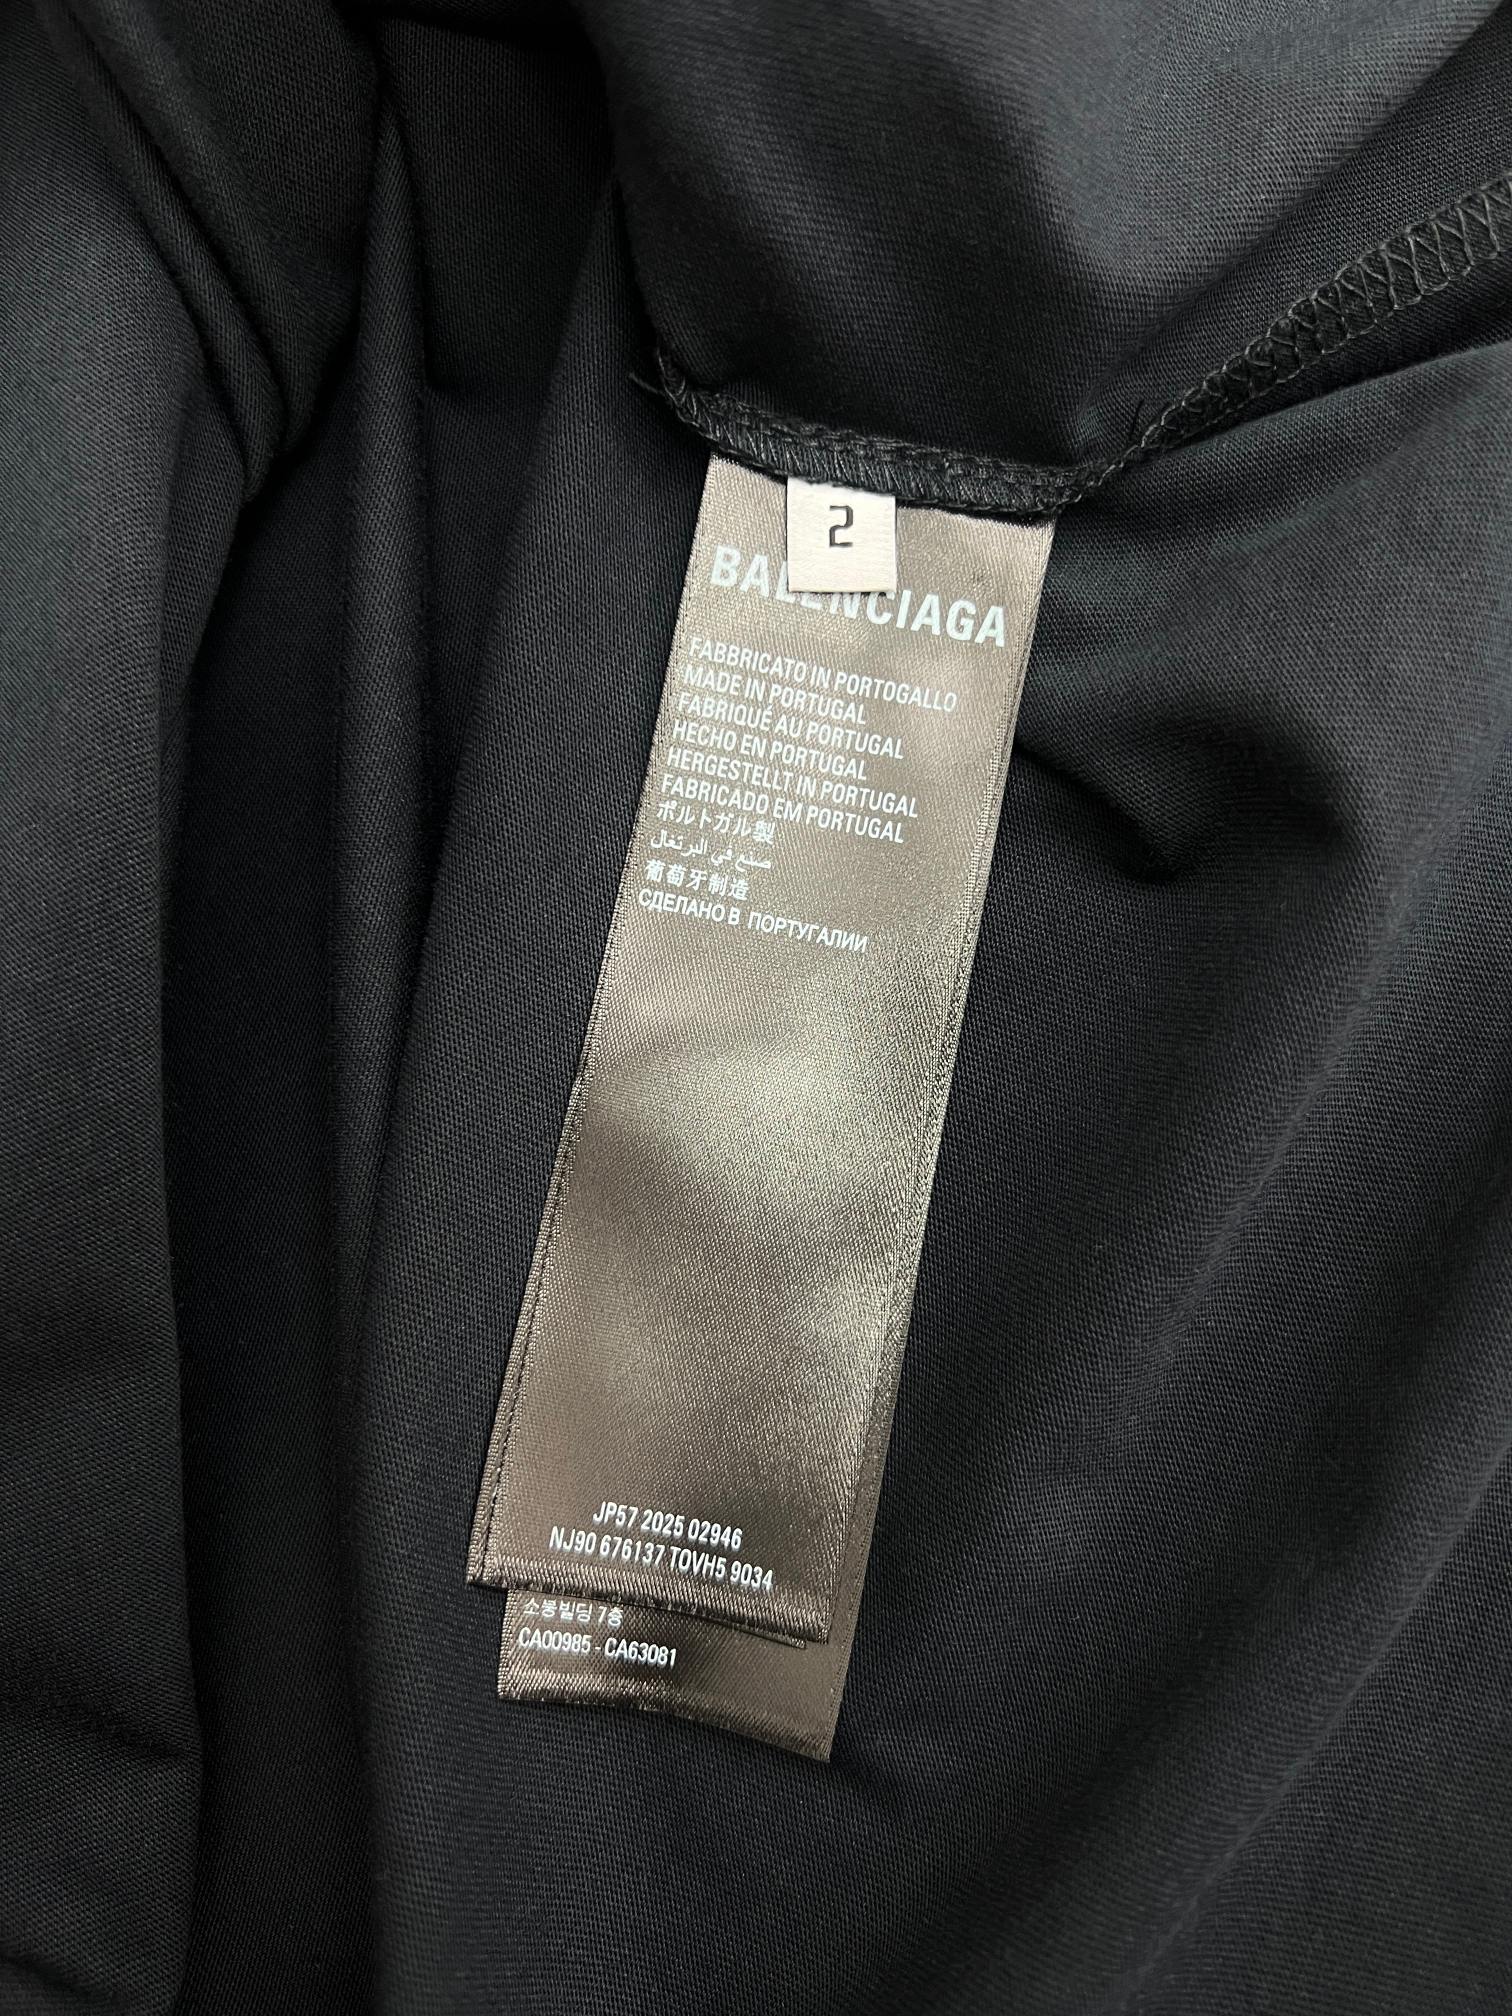 2
BALENCIAGA
FABBRICATO IN PORTOGALLO
MADE IN PORTUGAL
FABRIQUÉ AU PORTUGAL
HECHO EN PORTUGAL
HERGESTELLT IN PORTUGAL
FABRICADO EM PORTUGAL
ポルトガル製
صنع في البرتغال
葡萄牙制造
СДЕЛАНО В ПОРТУГАЛИИ
JP57 2025 02946
NJ90 676137 TOVH5 9034
소봉빌딩 7층
CA00985 - CA63081